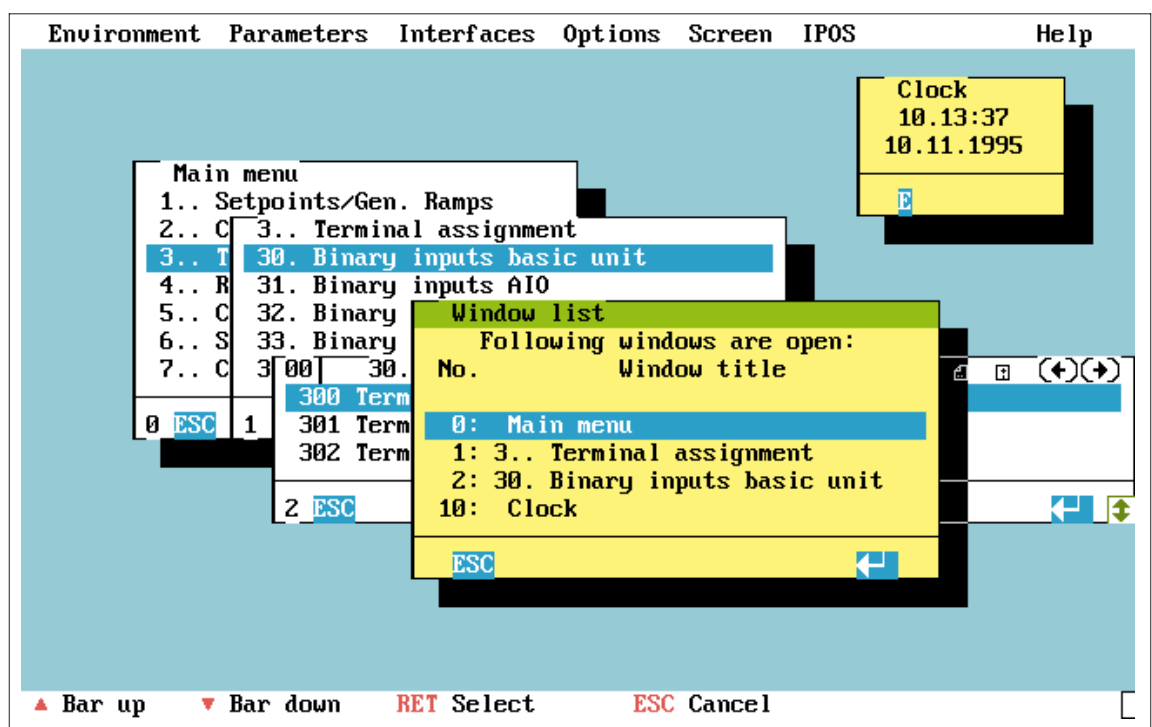 Environment Parameters Interfaces Options Screen IPOS Help
Clock
10.13:37
10.11.1995
E
Main menu
1.. Setpoints/Gen. Ramps
2.. C
3.. T
4.. R
5.. C
6.. S
7.. C
0 ESC
3.. Terminal assignment
30. Binary inputs basic unit
31. Binary inputs AIO
32. Binary
33. Binary
3
1
00 30.
300 Term
301 Term
302 Term
2 ESC
(←)(→)
Window list
Following windows are open:
No. Window title
0: Main menu
1: 3.. Terminal assignment
2: 30. Binary inputs basic unit
10: Clock
ESC
▲ Bar up ▼ Bar down RET Select ESC Cancel